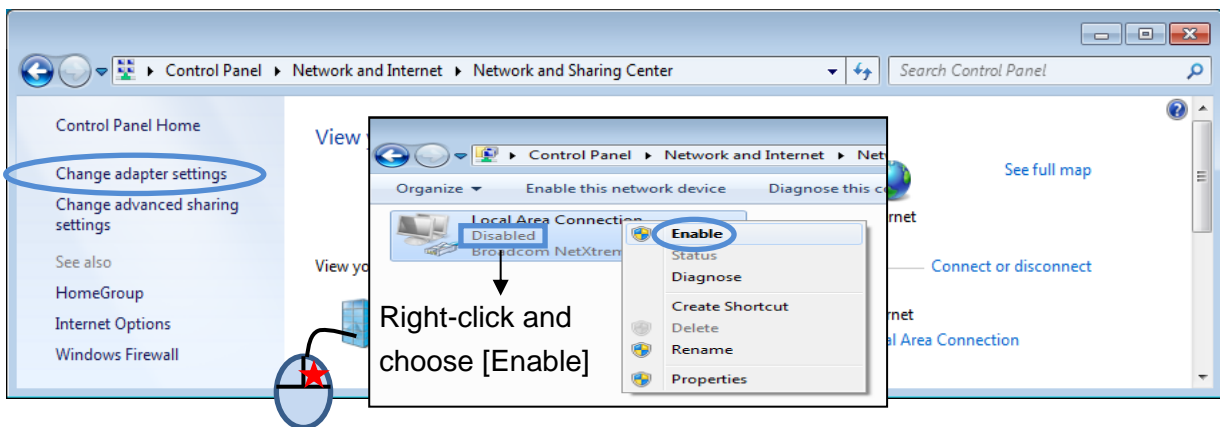 Control Panel ▸ Network and Internet ▸ Network and Sharing Center
Search Control Panel
Control Panel Home
Change adapter settings
Change advanced sharing
settings
See also
HomeGroup
Internet Options
Windows Firewall
View
View yo
Control Panel ▸ Network and Internet ▸ Net
Organize ▾ Enable this network device Diagnose this c
Local Area Connection
Disabled
Broadcom NetXtrem
Enable
Status
Diagnose
Create Shortcut
Delete
Rename
Properties
Right-click and
choose [Enable]
See full map
rnet
Connect or disconnect
rnet
al Area Connection